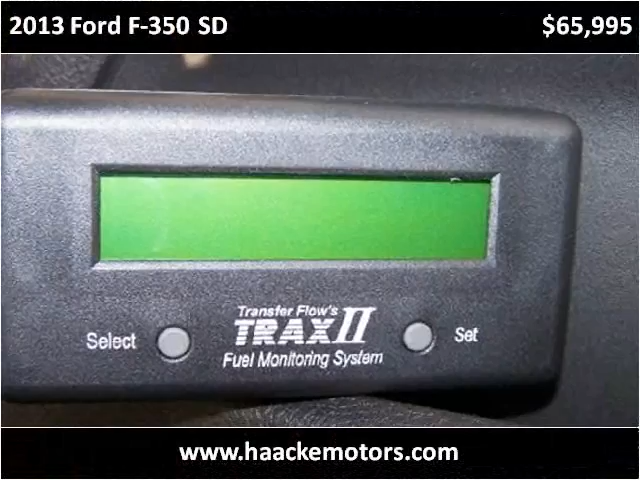 2013 Ford F-350 SD
$65,995
Transfer Flow's
TRAX II
Select
Set
Fuel Monitoring System
www.haackemotors.com